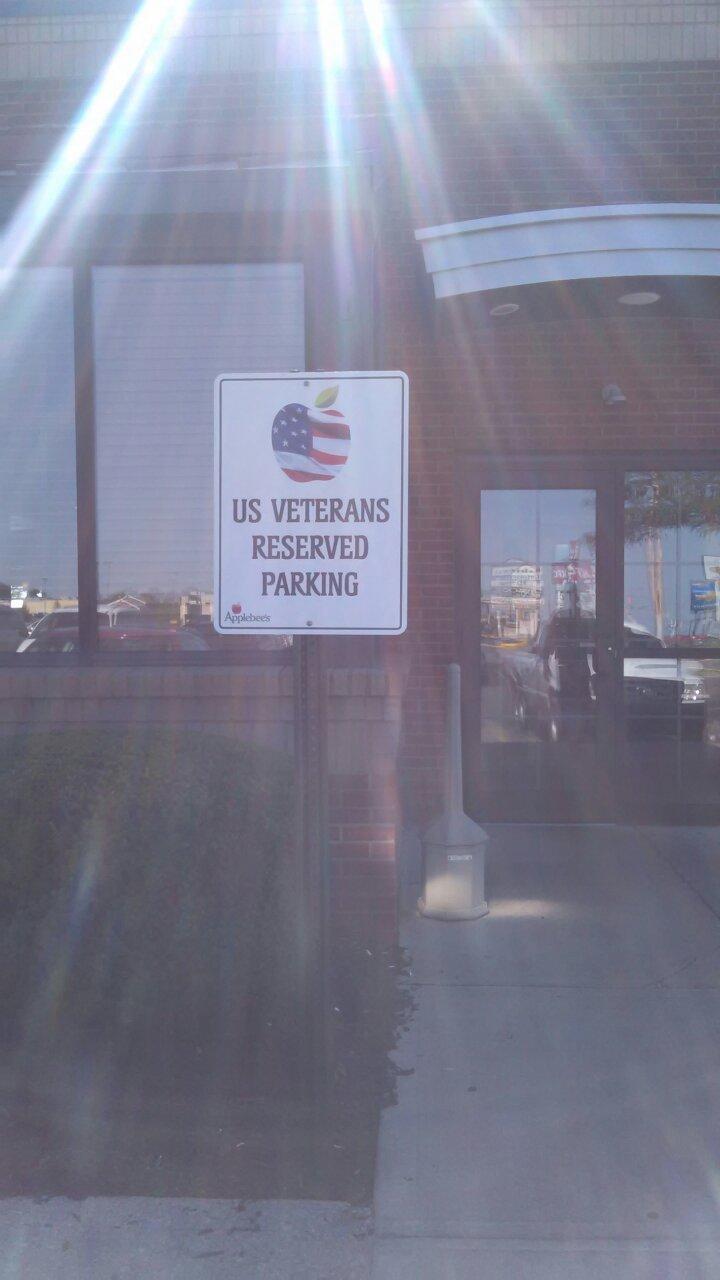 US VETERANS
RESERVED
PARKING
Applebee's